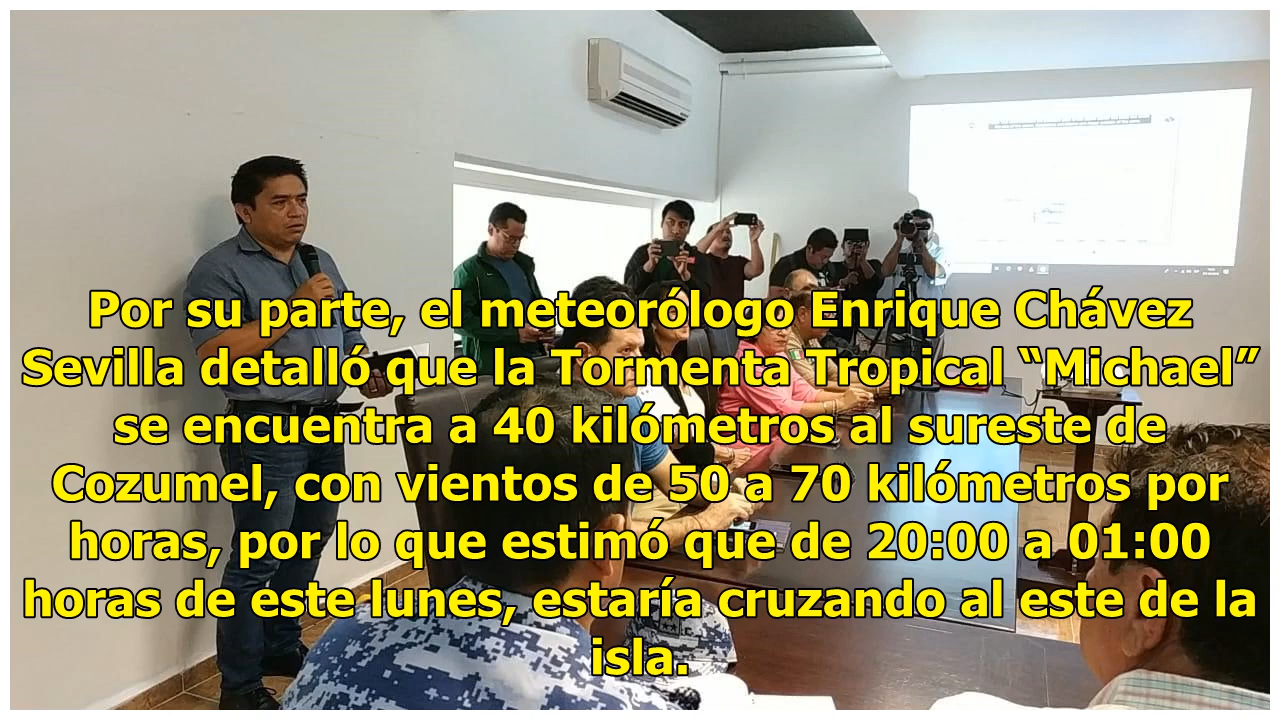 Por su parte, el meteorólogo Enrique Chávez
Sevilla detalló que la Tormenta Tropical “Michael”
se encuentra a 40 kilómetros al sureste de
Cozumel, con vientos de 50 a 70 kilómetros por
horas, por lo que estimó que de 20:00 a 01:00
horas de este lunes, estaría cruzando al este de la
isla.